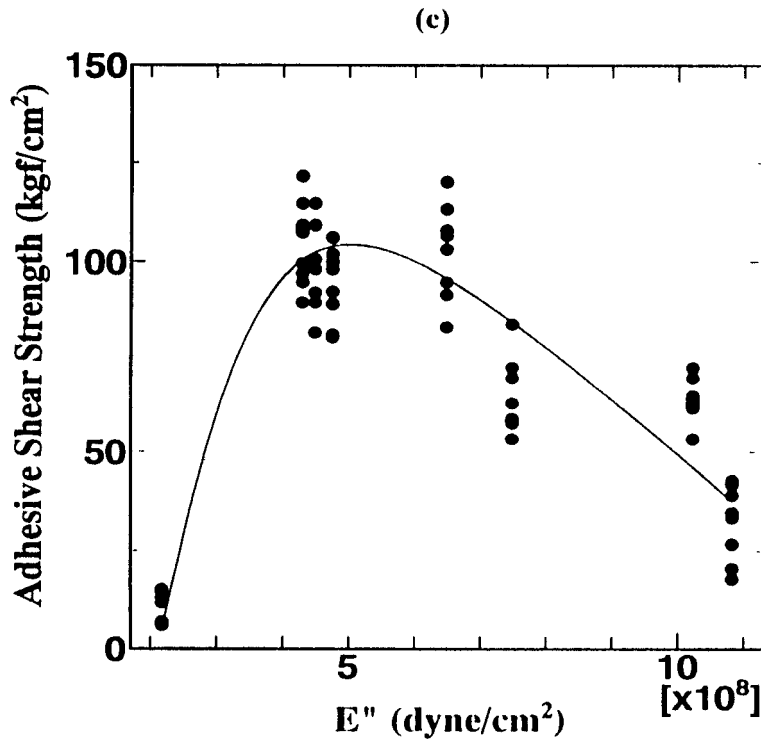 (c)
Adhesive Shear Strength (kgf/cm²)
150
100
50
0
5
10
[x10⁸]
E" (dyne/cm²)